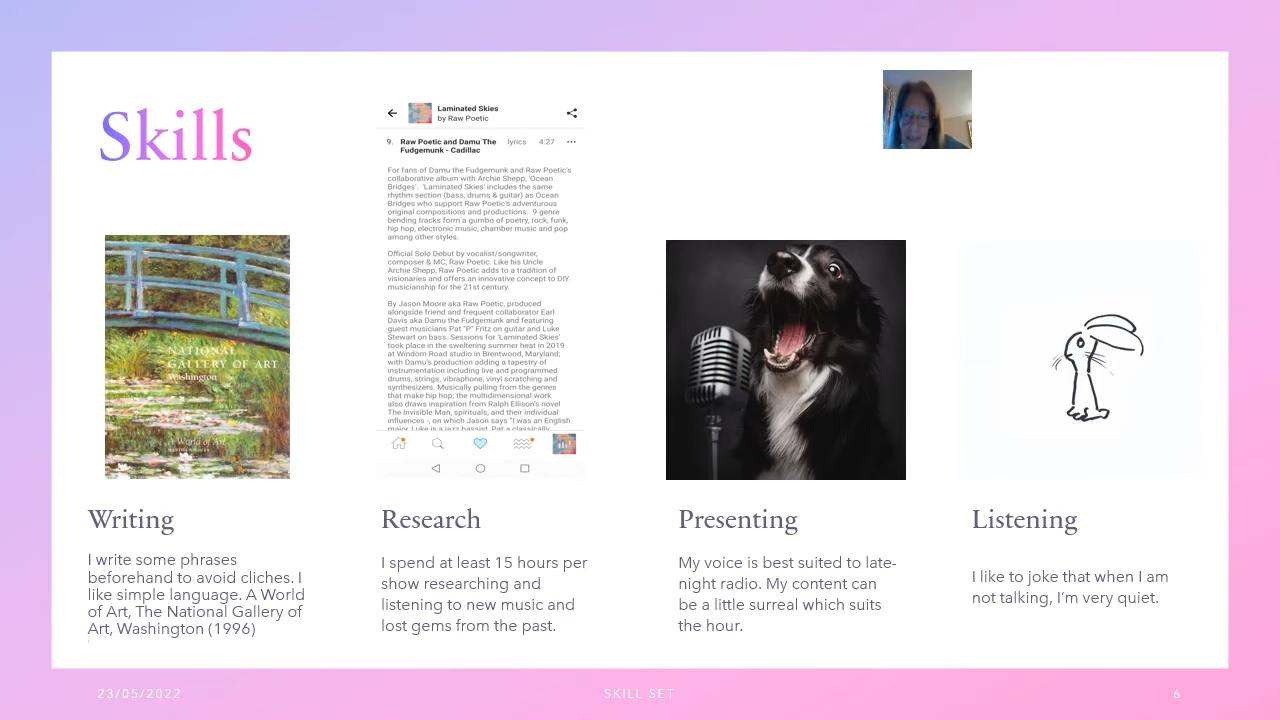 Skills
NATIONAL
GALLERY OF ART
Washington
A World of Art
Laminated Skies
by Raw Poetic
9. Raw Poetic and Damu The lyrics 4:27
Fudgemunk - Cadillac
For fans of Damu the Fudgemunk and Raw Poetic's
collaborative album with Archie Shepp, 'Ocean
Bridges'. 'Laminated Skies' includes the same
rhythm section (bass, drums & guitar) as Ocean
Bridges who support Raw Poetic's adventurous
original compositions and productions. 9 genre
bending tracks form a gumbo of poetry, rock, funk,
hip hop, electronic music, chamber music and pop
among other styles.
Official Solo Debut by vocalist/songwriter,
composer & MC, Raw Poetic. Like his Uncle
Archie Shepp, Raw Poetic adds to a tradition of
visionaries and offers an innovative concept to DIY
musicianship for the 21st century.
By Jason Moore aka Raw Poetic, produced
alongside friend and frequent collaborator Earl
Davis aka Damu the Fudgemunk and featuring
guest musicians Pat "P" Fritz on guitar and Luke
Stewart on bass. Sessions for 'Laminated Skies'
took place in the sweltering summer heat in 2019
at Windom Road studio in Brentwood, Maryland;
with Damu's production adding a tapestry of
instrumentation including live and programmed
drums, strings, vibraphone, vinyl scratching and
synthesizers. Musically pulling from the genres
that make hip hop; the multidimensional work
also draws inspiration from Ralph Ellison's novel
The Invisible Man, spirituals, and their individual
influences -, on which Jason says "I was an English
major, Luke is a jazz bassist, Pat a classically
Writing
I write some phrases
beforehand to avoid cliches. I
like simple language. A World
of Art, The National Gallery of
Art, Washington (1996)
Research
I spend at least 15 hours per
show researching and
listening to new music and
lost gems from the past.
Presenting
My voice is best suited to late-
night radio. My content can
be a little surreal which suits
the hour.
Listening
I like to joke that when I am
not talking, I'm very quiet.
23/05/2022
SKILL SET
6